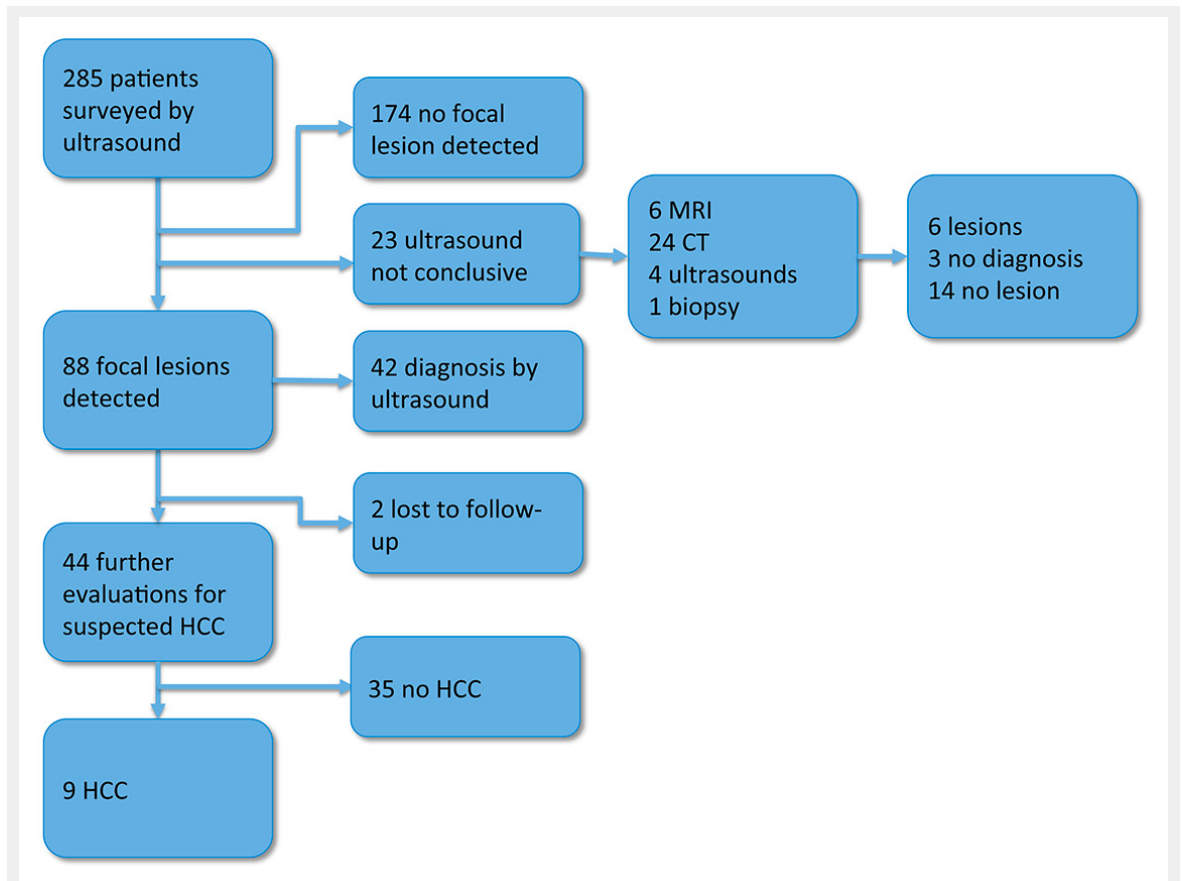 285 patients
surveyed by
ultrasound
174 no focal
lesion detected
23 ultrasound
not conclusive
6 MRI
24 CT
4 ultrasounds
1 biopsy
6 lesions
3 no diagnosis
14 no lesion
88 focal lesions
detected
42 diagnosis by
ultrasound
2 lost to follow-
up
44 further
evaluations for
suspected HCC
35 no HCC
9 HCC